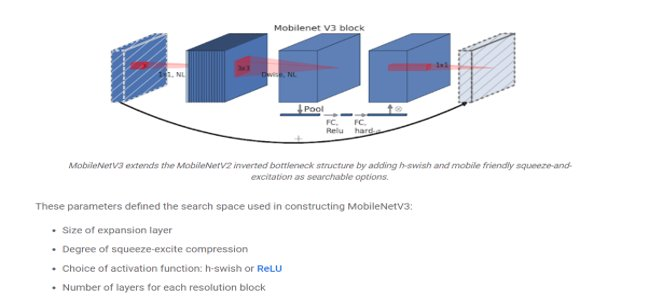 Mobilenet V3 block
3x3
1x1, NL
Dwise, NL
1x1
Pool
FC,
Relu
FC,
hard-α
⊗
+
MobileNetV3 extends the MobileNetV2 inverted bottleneck structure by adding h-swish and mobile friendly squeeze-and-
excitation as searchable options.
These parameters defined the search space used in constructing MobileNetV3:
• Size of expansion layer
• Degree of squeeze-excite compression
• Choice of activation function: h-swish or ReLU
• Number of layers for each resolution block